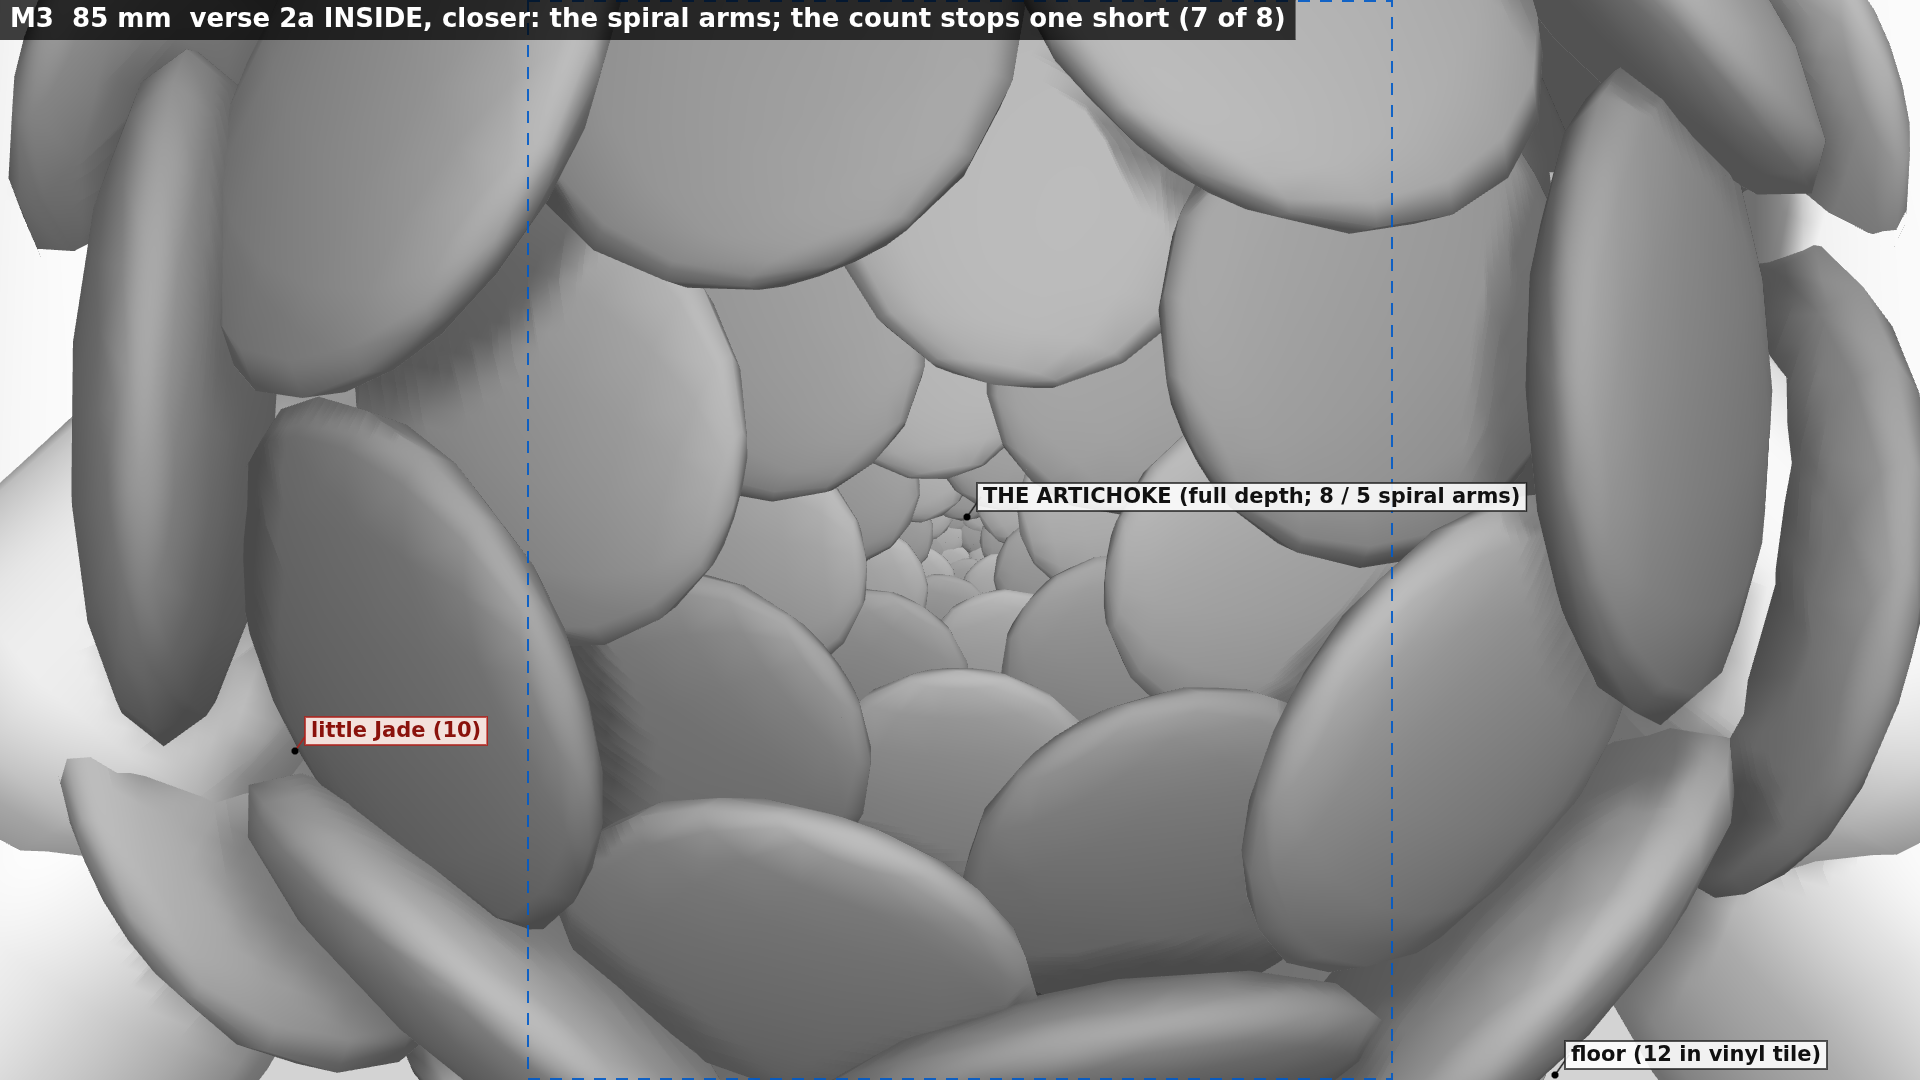 M3 85 mm verse 2a INSIDE, closer: the spiral arms; the count stops one short (7 of 8)
THE ARTICHOKE (full depth; 8 / 5 spiral arms)
little Jade (10)
floor (12 in vinyl tile)